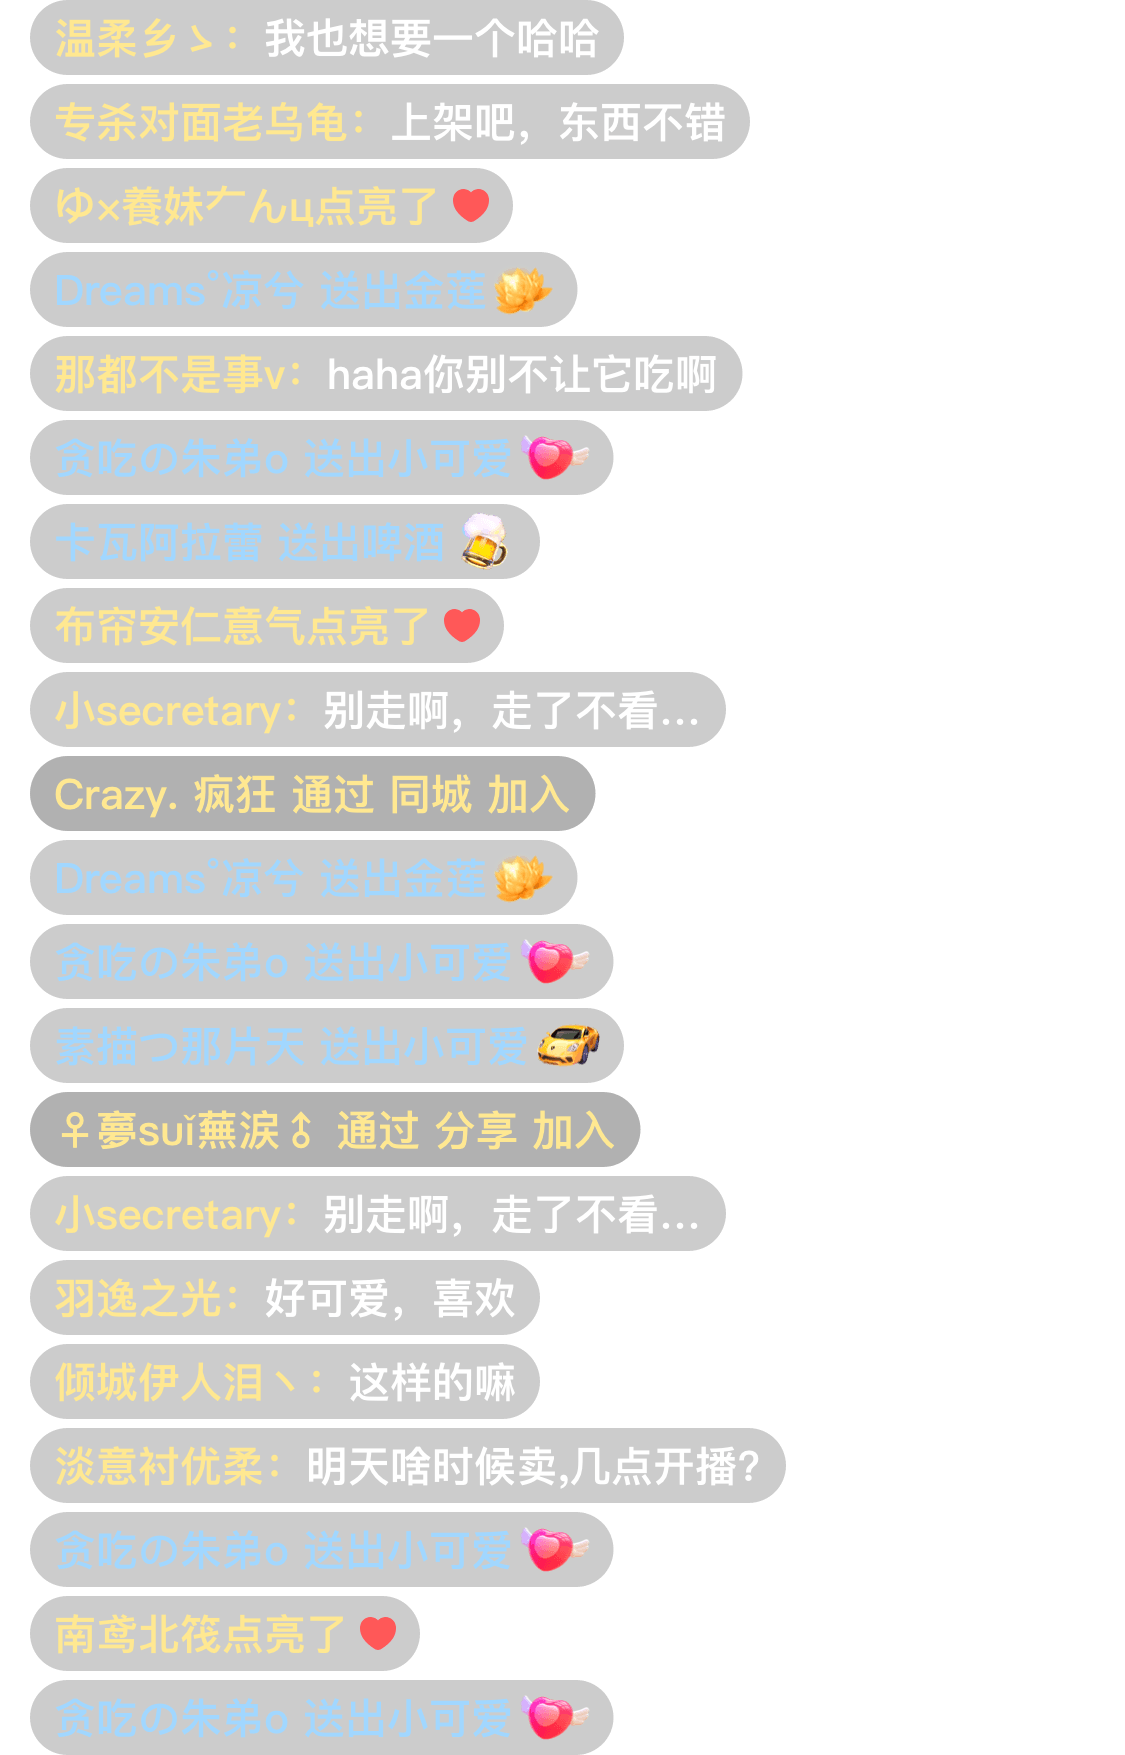 温柔乡ゝ：我也想要一个哈哈
专杀对面老乌龟：上架吧，东西不错
ゆ×養妹𠂉んц点亮了
Dreams°凉兮 送出金莲
那都不是事v：haha你别不让它吃啊
贪吃の朱弟o 送出小可爱
卡瓦阿拉蕾 送出啤酒
布帘安仁意气点亮了
小secretary：别走啊，走了不看...
Crazy. 疯狂 通过 同城 加入
Dreams°凉兮 送出金莲
贪吃の朱弟o 送出小可爱
素描つ那片天 送出小可爱
♀夢suǐ蕪涙⚨ 通过 分享 加入
小secretary：别走啊，走了不看...
羽逸之光：好可爱，喜欢
倾城伊人泪丶：这样的嘛
淡意衬优柔：明天啥时候卖,几点开播?
贪吃の朱弟o 送出小可爱
南鸢北筏点亮了
贪吃の朱弟o 送出小可爱